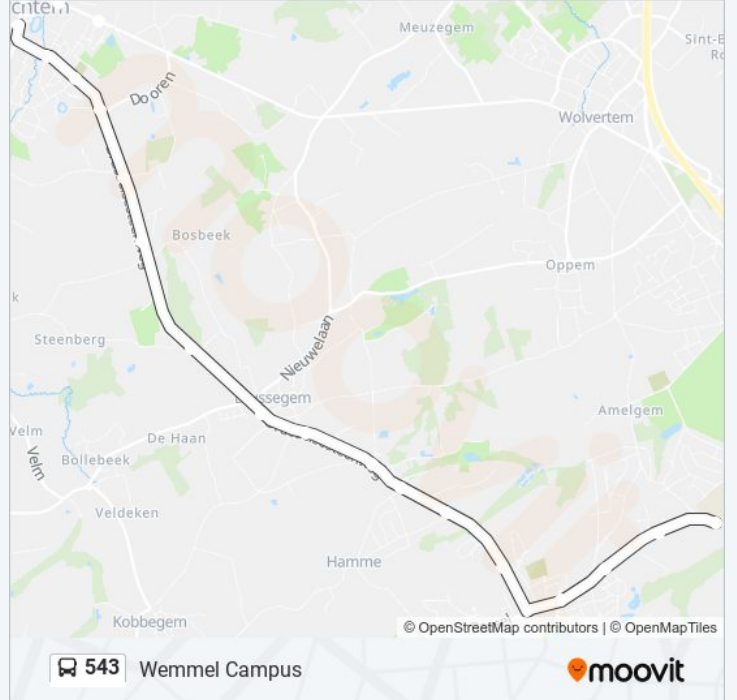 Meuzegem
Dooren
Wolvertem
Bosbeek
Oppem
Steenberg
Nieuwelaan
Amelgem
De Haan
Velm
Bollebeek
Veldeken
Hamme
Kobbegem
© OpenStreetMap contributors | © OpenMapTiles
543 Wemmel Campus
moovit